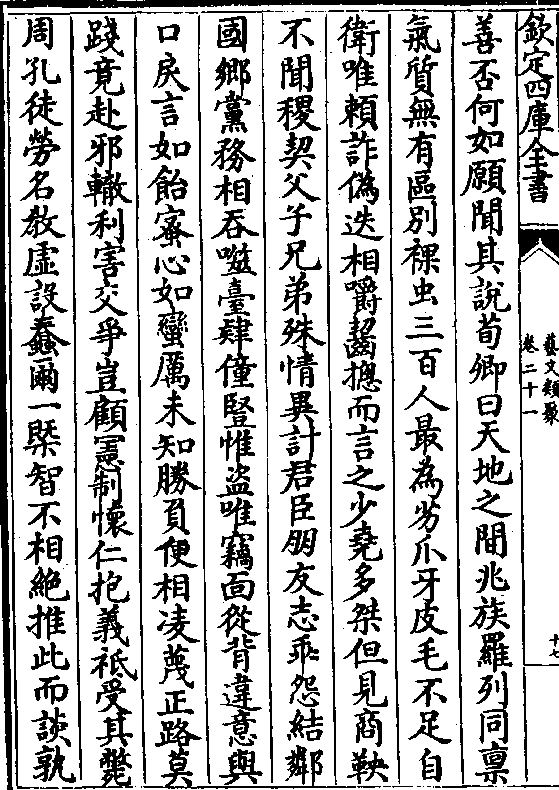 欽定四庫全書
藝文類聚
卷二十一
十七
善否何如願聞其說荀卿曰天地之間兆族羅列同禀
氣質無有區別裸虫三百人最為劣爪牙皮毛不足自
衛唯賴詐偽迭相嚼齧摠而言之少堯多桀但見商鞅
不聞稷契父子兄弟殊情異計君臣朋友志乖怨結鄰
國鄉黨務相吞噬臺肆僮豎惟盜唯竊面從背違意與
口戾言如飴蜜心如蠻厲未知勝負便相凌蔑正路莫
踐竟赴邪轍利害交爭豈顧憲制懷仁抱義祇受其斃
周孔徒勞名教虛設蠢爾一槩智不相絶推此而談孰